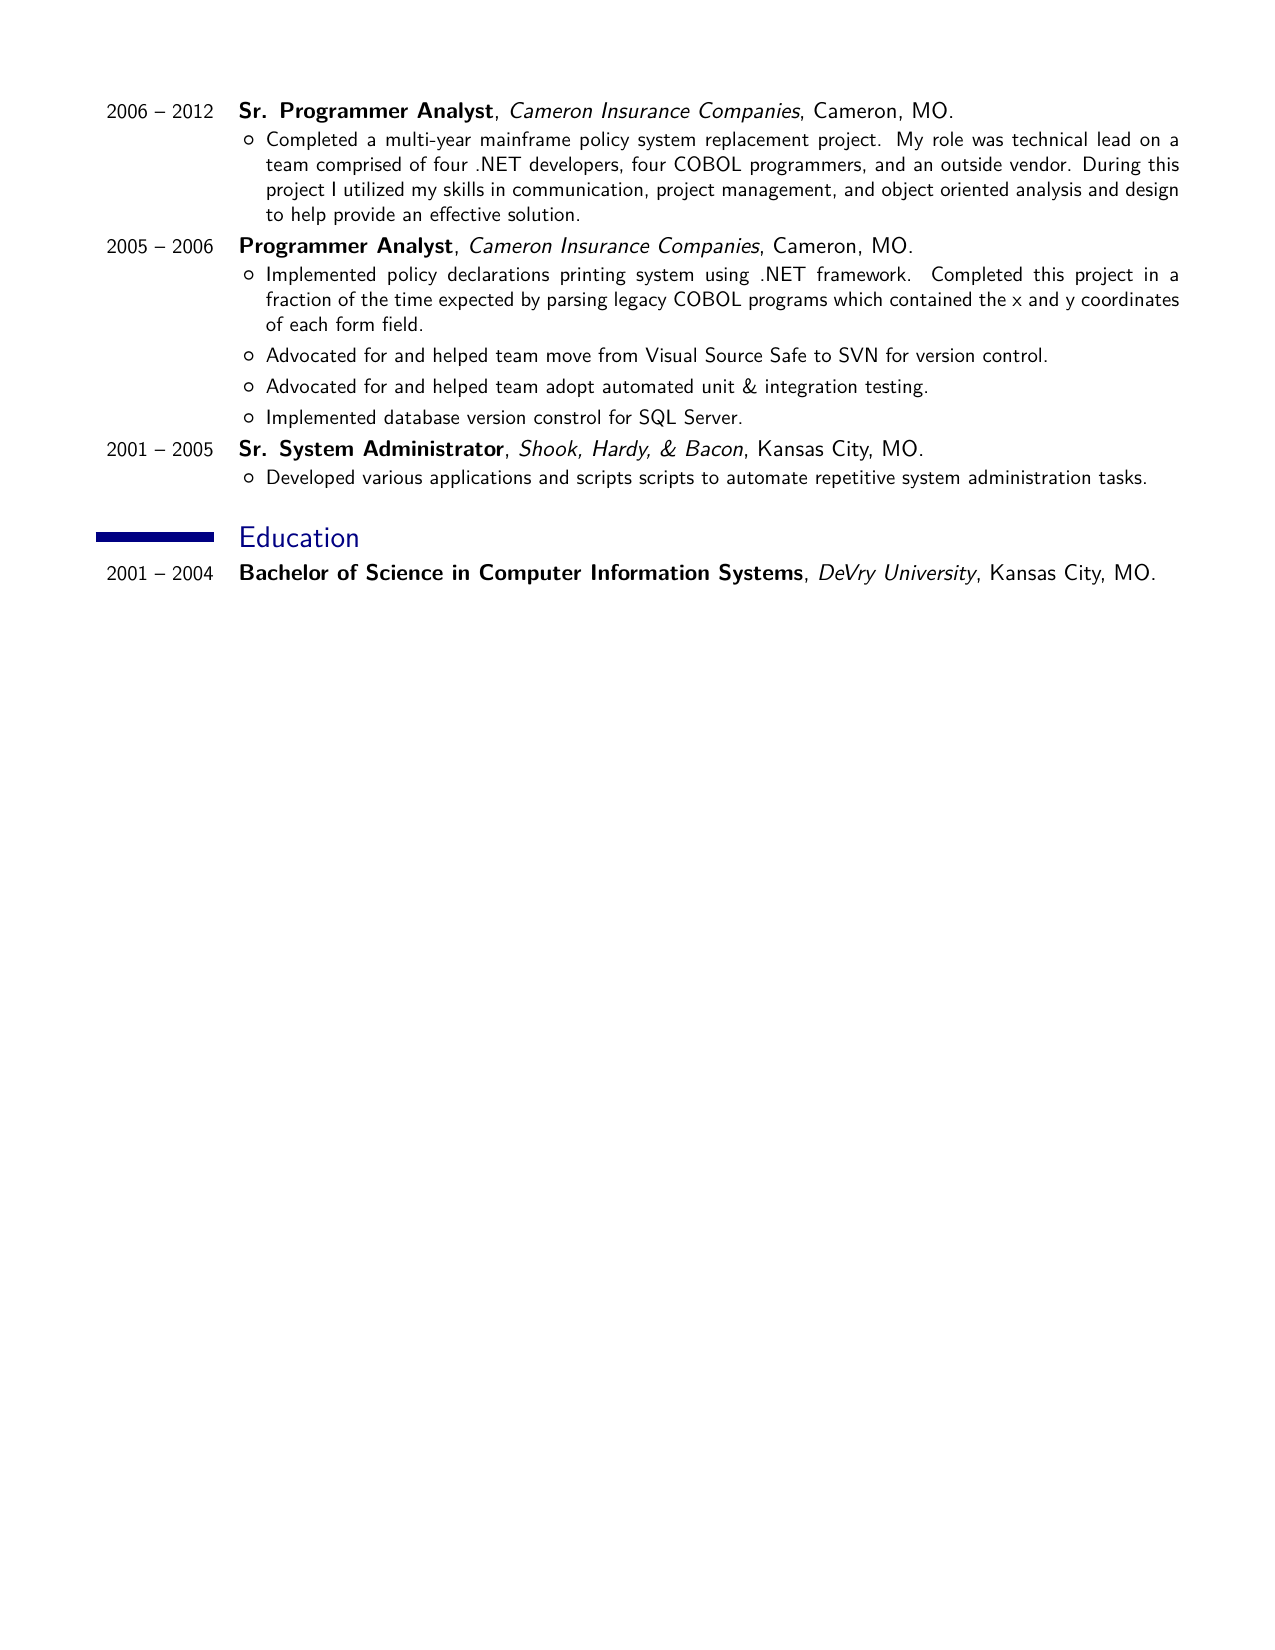 2006 – 2012 Sr. Programmer Analyst, Cameron Insurance Companies, Cameron, MO.
○ Completed a multi-year mainframe policy system replacement project. My role was technical lead on a
team comprised of four .NET developers, four COBOL programmers, and an outside vendor. During this
project I utilized my skills in communication, project management, and object oriented analysis and design
to help provide an effective solution.
2005 – 2006 Programmer Analyst, Cameron Insurance Companies, Cameron, MO.
○ Implemented policy declarations printing system using .NET framework. Completed this project in a
fraction of the time expected by parsing legacy COBOL programs which contained the x and y coordinates
of each form field.
○ Advocated for and helped team move from Visual Source Safe to SVN for version control.
○ Advocated for and helped team adopt automated unit & integration testing.
○ Implemented database version constrol for SQL Server.
2001 – 2005 Sr. System Administrator, Shook, Hardy, & Bacon, Kansas City, MO.
○ Developed various applications and scripts scripts to automate repetitive system administration tasks.
Education
2001 – 2004 Bachelor of Science in Computer Information Systems, DeVry University, Kansas City, MO.